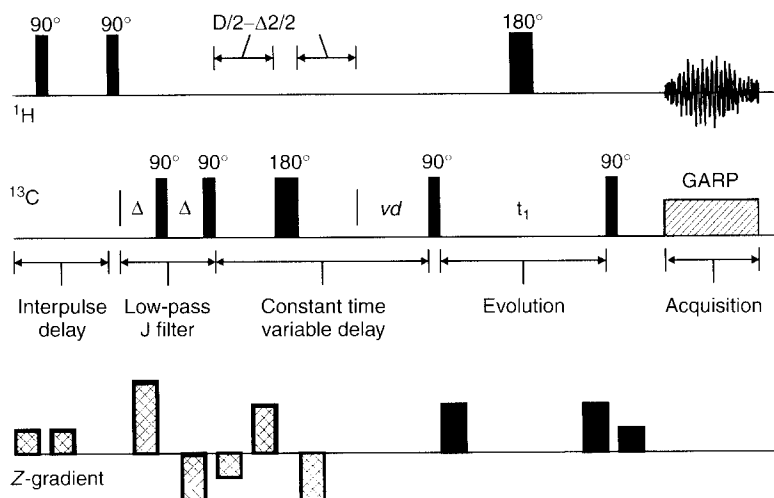 90° 90° D/2–Δ2/2 180°
¹H
90° 90° 180° 90° 90° GARP
¹³C Δ Δ vd t₁
Interpulse delay
Low-pass J filter
Constant time variable delay
Evolution
Acquisition
Z-gradient